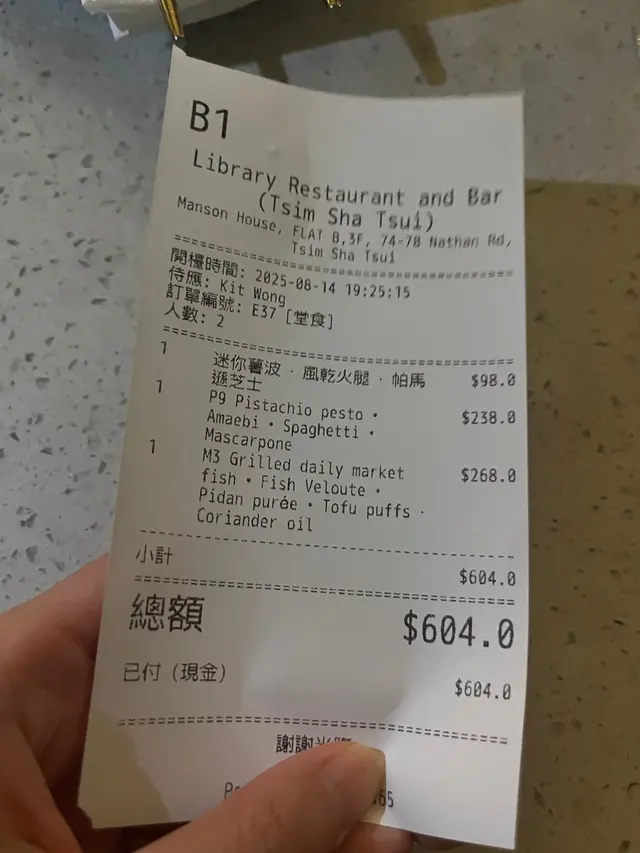 B1
Library Restaurant and Bar
(Tsim Sha Tsui)
Manson House, FLAT B,3F, 74-78 Nathan Rd,
Tsim Sha Tsui
開檯時間: 2025-08-14 19:25:15
侍應: Kit Wong
訂單編號: E37 [堂食]
人數: 2
1 迷你薯波 · 風乾火腿 · 帕馬 $98.0
遜芝士
1 P9 Pistachio pesto • $238.0
Amaebi • Spaghetti •
Mascarpone
1 M3 Grilled daily market $268.0
fish • Fish Veloute •
Pidan purée • Tofu puffs ·
Coriander oil
小計 $604.0
總額 $604.0
已付 (現金) $604.0
謝謝